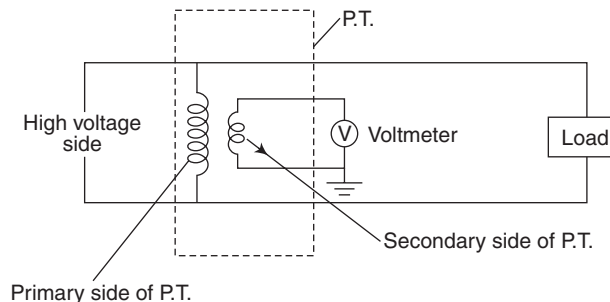 P.T.
High voltage
side
V
Voltmeter
Load
Secondary side of P.T.
Primary side of P.T.